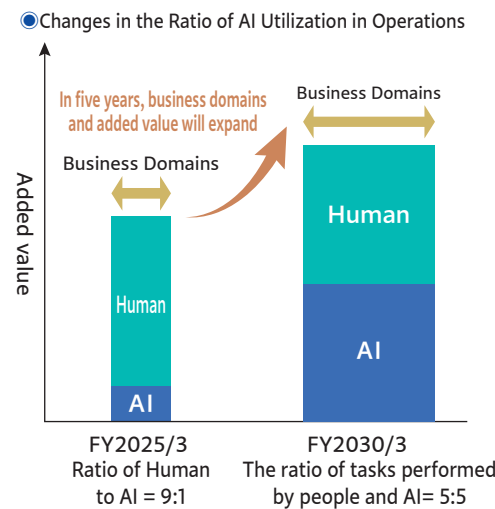 Changes in the Ratio of AI Utilization in Operations
In five years, business domains
and added value will expand
Business Domains
Business Domains
Added value
Human
AI
Human
AI
FY2025/3
Ratio of Human
to AI = 9:1
FY2030/3
The ratio of tasks performed
by people and AI= 5:5